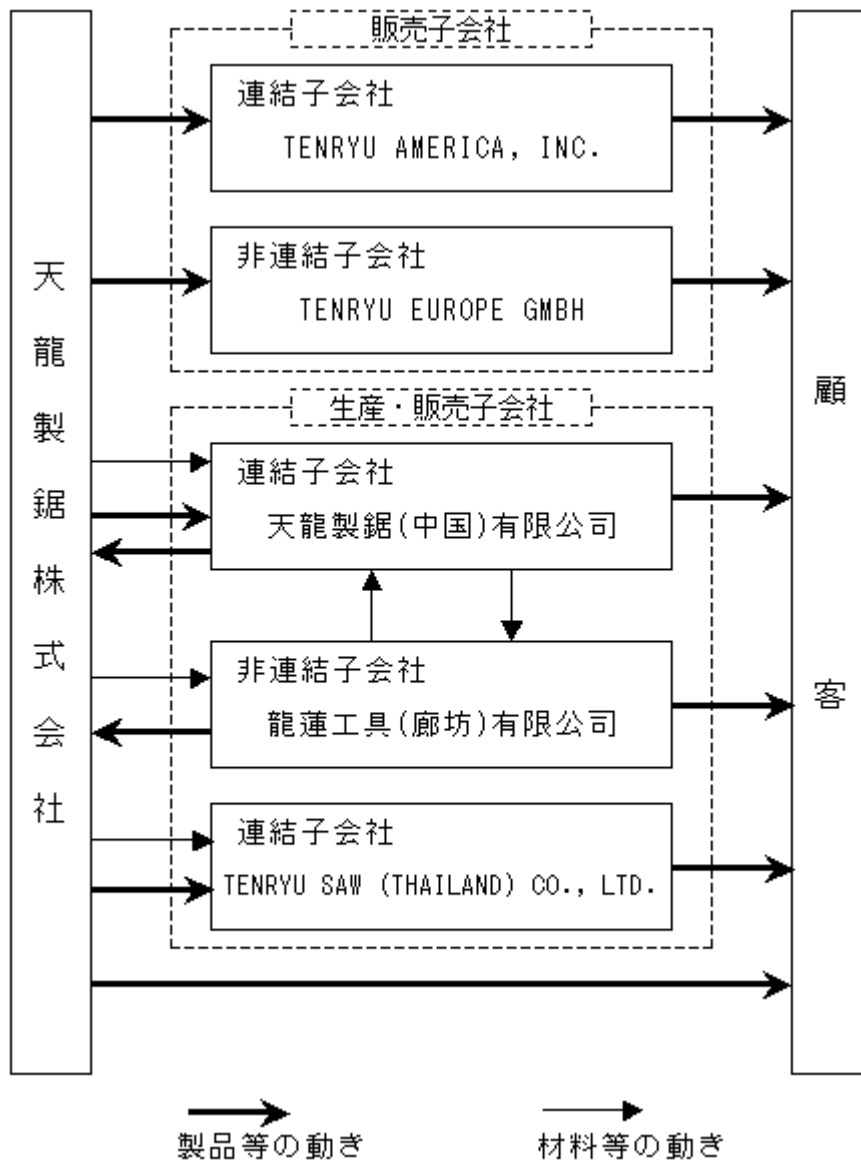 販売子会社
連結子会社
TENRYU AMERICA, INC.
非連結子会社
TENRYU EUROPE GMBH
天龍製鋸株式会社
顧客
生産・販売子会社
連結子会社
天龍製鋸(中国)有限公司
非連結子会社
龍蓮工具(廊坊)有限公司
連結子会社
TENRYU SAW (THAILAND) CO., LTD.
製品等の動き
材料等の動き